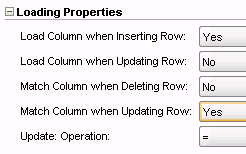 Loading Properties
Load Column when Inserting Row: Yes
Load Column when Updating Row: No
Match Column when Deleting Row: No
Match Column when Updating Row: Yes
Update: Operation: =